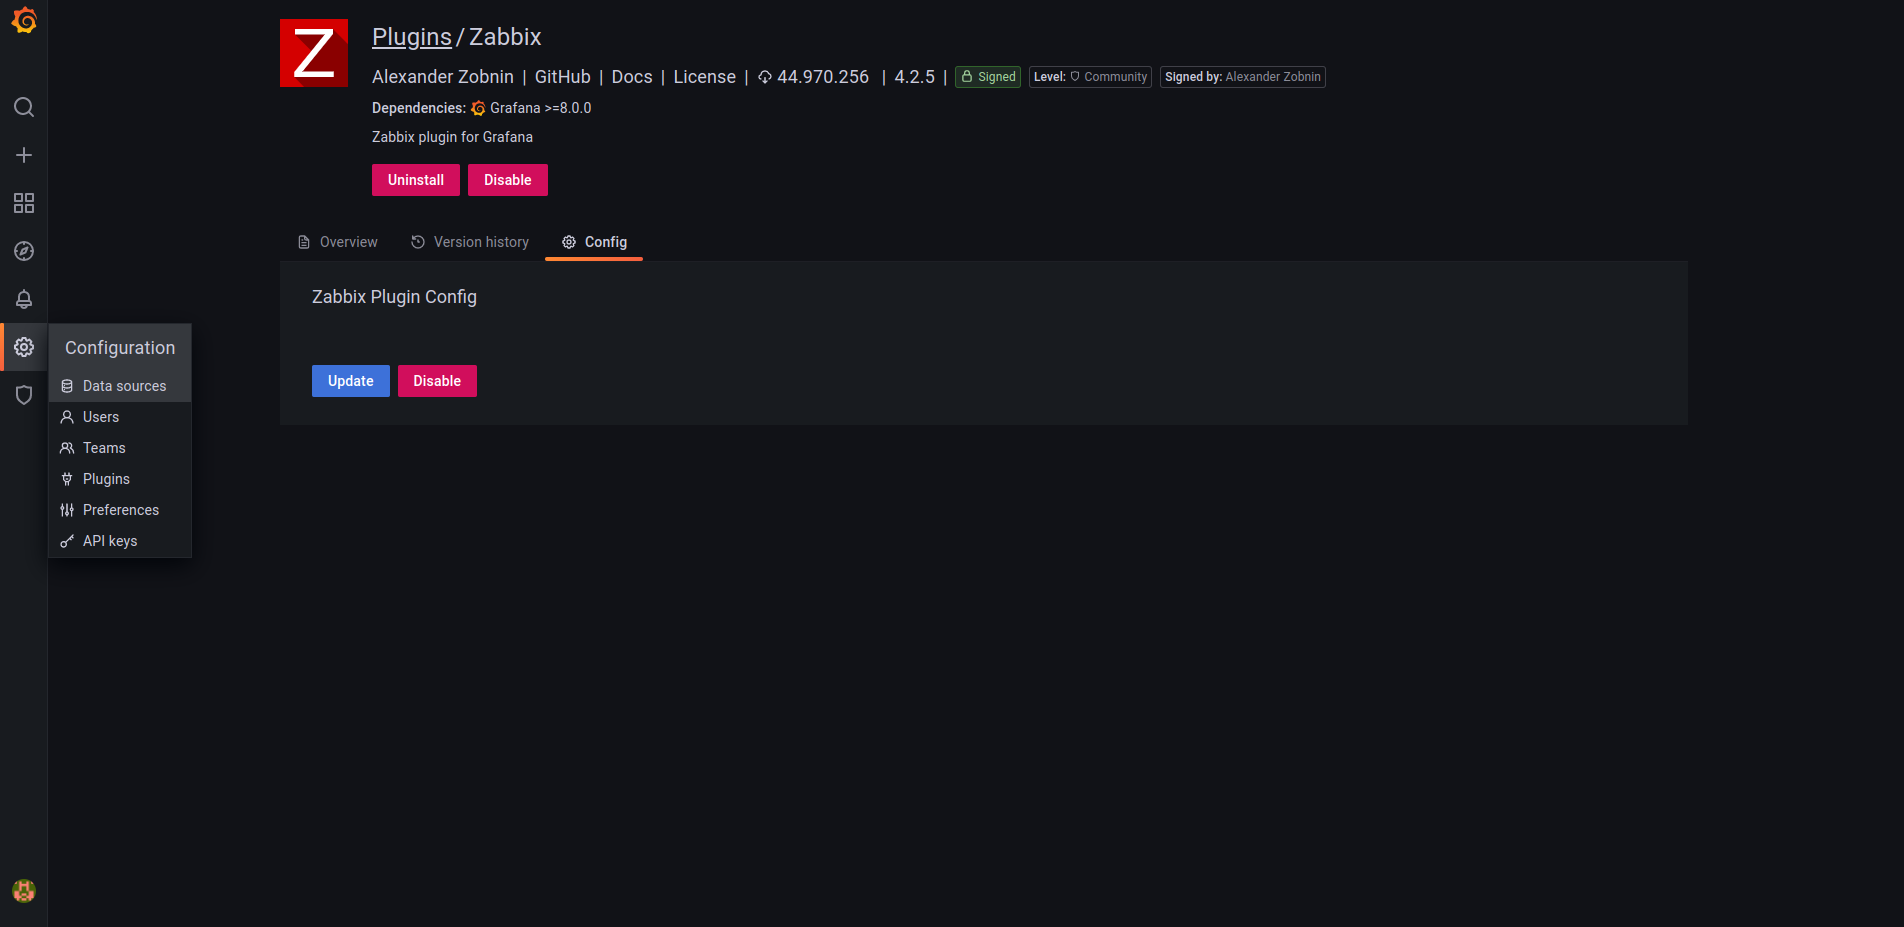 Z
Plugins / Zabbix
Alexander Zobnin | GitHub | Docs | License | 44.970.256 | 4.2.5 | Signed Level: Community Signed by: Alexander Zobnin
Dependencies: Grafana >=8.0.0
Zabbix plugin for Grafana
Uninstall Disable
Overview Version history Config
Zabbix Plugin Config
Update Disable
Configuration
Data sources
Users
Teams
Plugins
Preferences
API keys